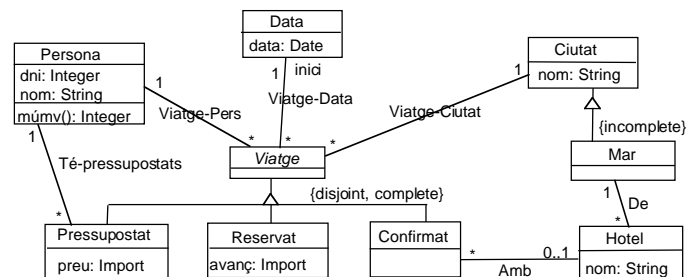 Data
data: Date
Persona
dni: Integer
nom: String
múmv(): Integer
Ciutat
nom: String
1
inici
1
1
Viatge-Pers
Viatge-Data
Viatge-Ciutat
*
*
*
1
Té-pressupostats
*
Viatge
{incomplete}
Mar
{disjoint, complete}
1
De
*
Pressupostat
preu: Import
Reservat
avanç: Import
Confirmat
*
Amb
0..1
Hotel
nom: String